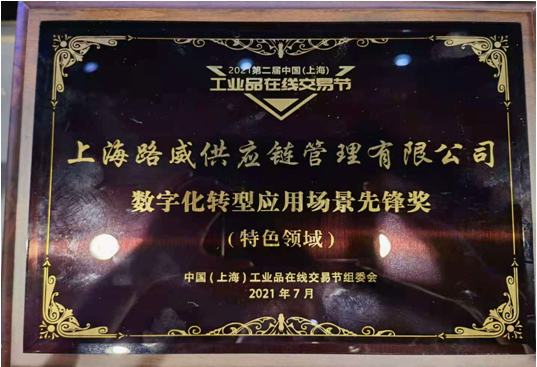 2021第二届中国(上海)
工业品在线交易节
上海路威供应链管理有限公司
数字化转型应用场景先锋奖
(特色领域)
中国(上海)工业品在线交易节组委会
2021年7月